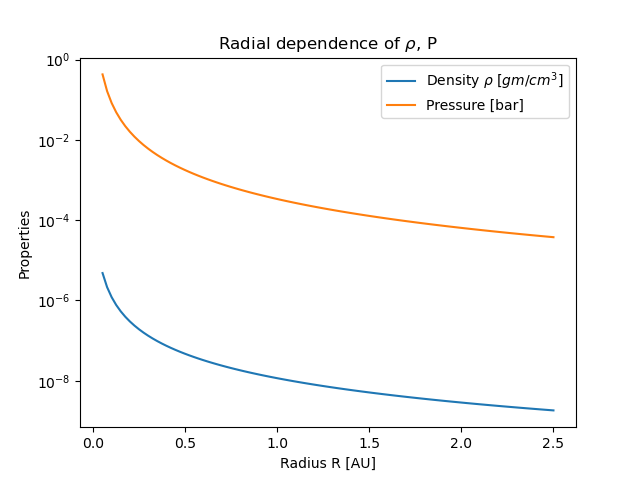 Radial dependence of ρ, P
Density ρ [gm/cm³]
Pressure [bar]
10⁰
10⁻²
10⁻⁴
10⁻⁶
10⁻⁸
Properties
0.0 0.5 1.0 1.5 2.0 2.5
Radius R [AU]